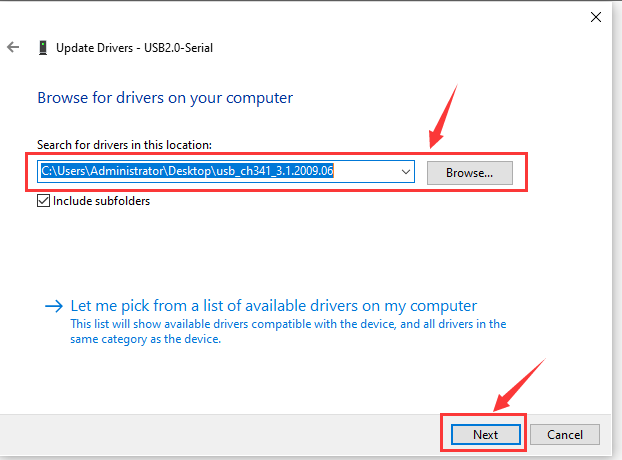 Update Drivers - USB2.0-Serial
Browse for drivers on your computer
Search for drivers in this location:
C:\Users\Administrator\Desktop\usb_ch341_3.1.2009.06
Browse...
Include subfolders
Let me pick from a list of available drivers on my computer
This list will show available drivers compatible with the device, and all drivers in the
same category as the device.
Next
Cancel